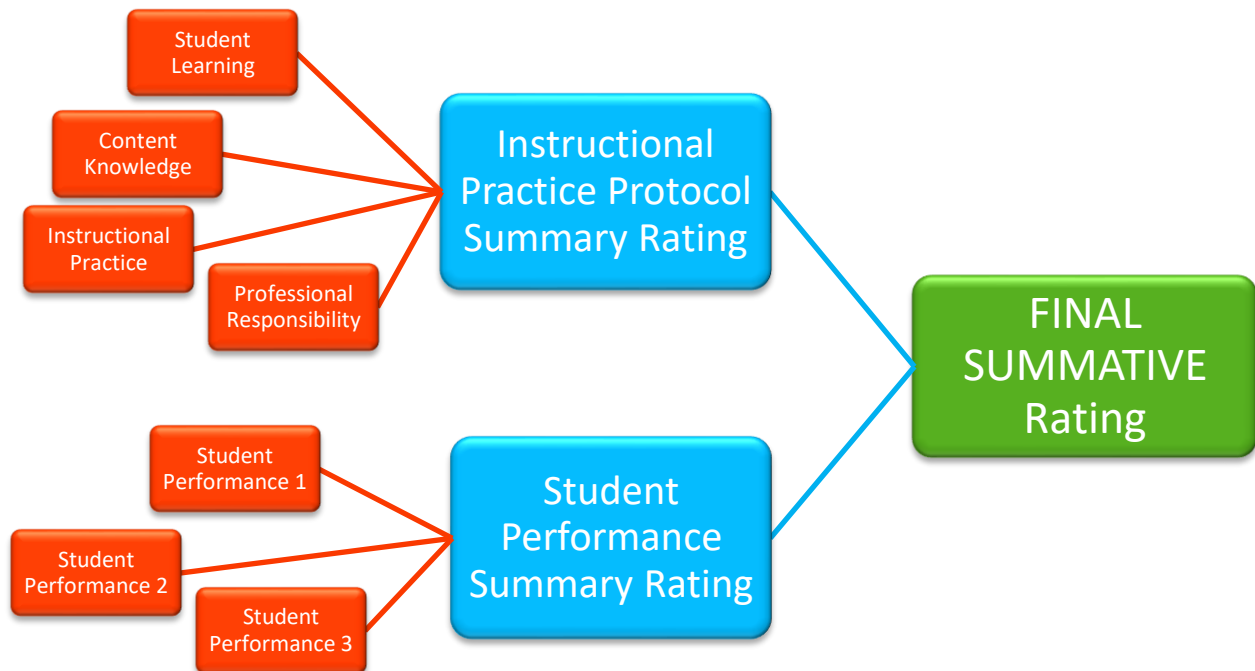 Student
Learning
Content
Knowledge
Instructional
Practice
Professional
Responsibility
Instructional
Practice Protocol
Summary Rating
Student
Performance 1
Student
Performance 2
Student
Performance 3
Student
Performance
Summary Rating
FINAL
SUMMATIVE
Rating